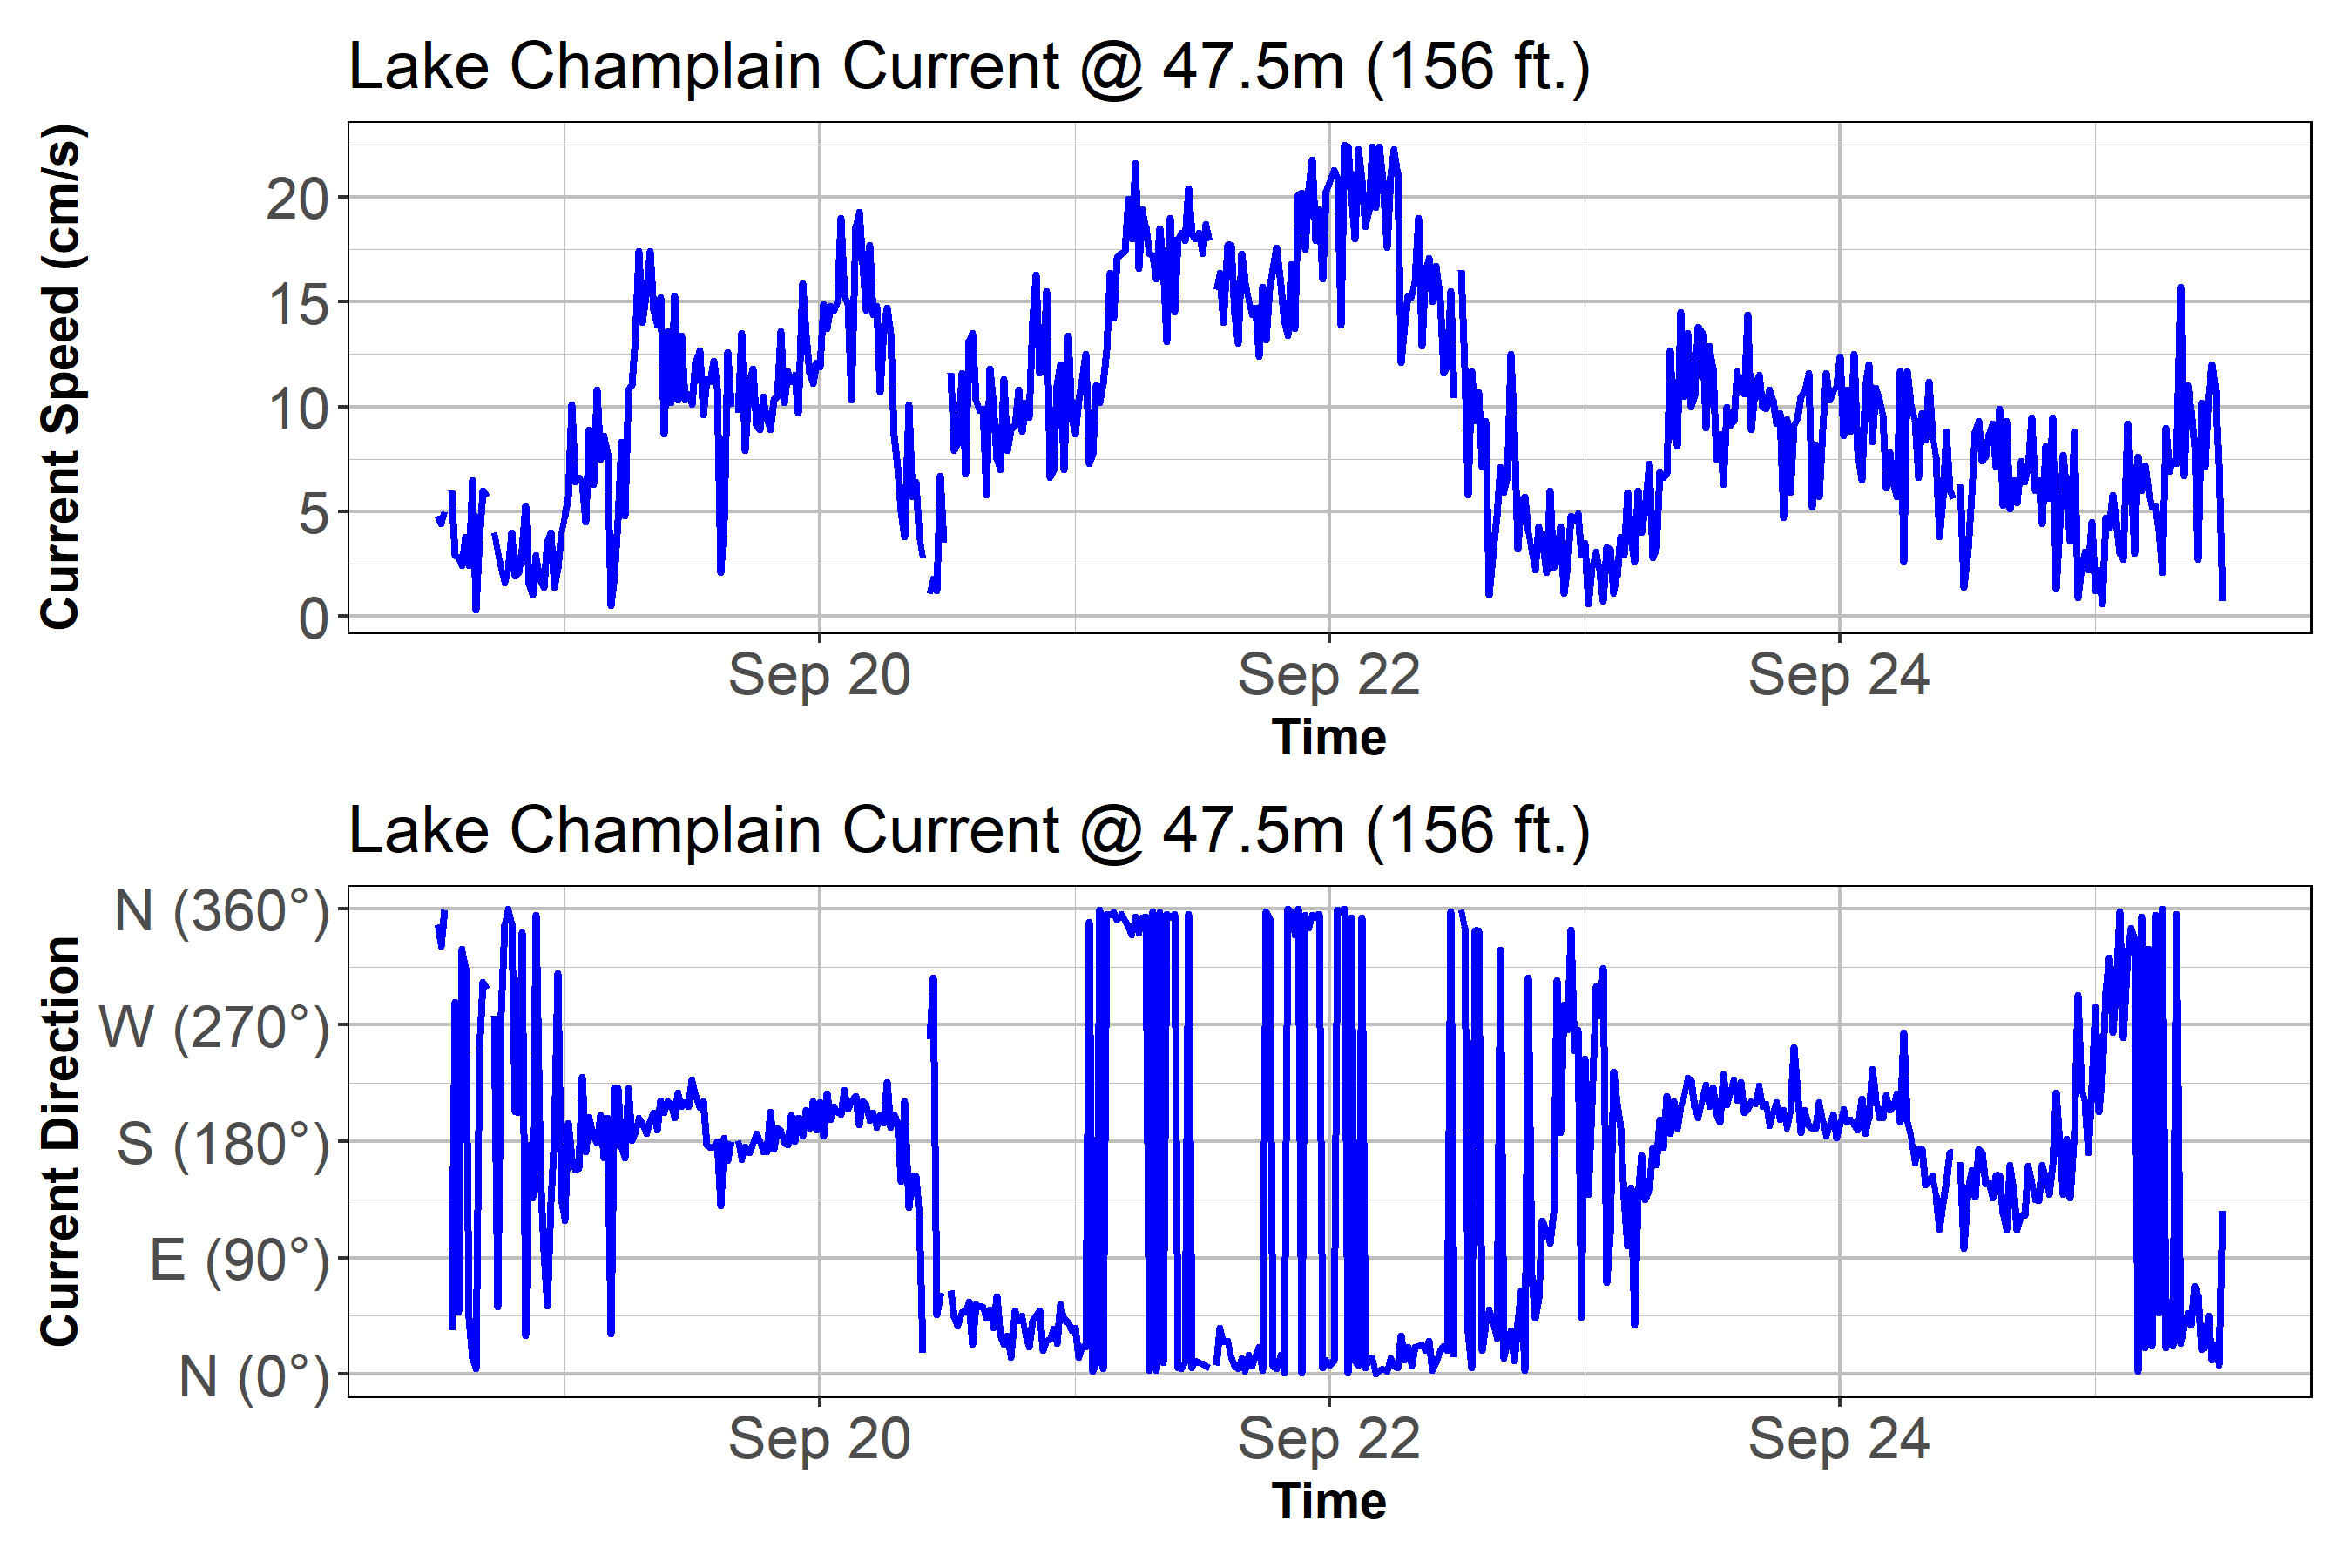 Lake Champlain Current @ 47.5m (156 ft.)
Current Speed (cm/s)
20
15
10
5
0
Sep 20 Sep 22 Sep 24
Time
Lake Champlain Current @ 47.5m (156 ft.)
Current Direction
N (360°)
W (270°)
S (180°)
E (90°)
N (0°)
Sep 20 Sep 22 Sep 24
Time